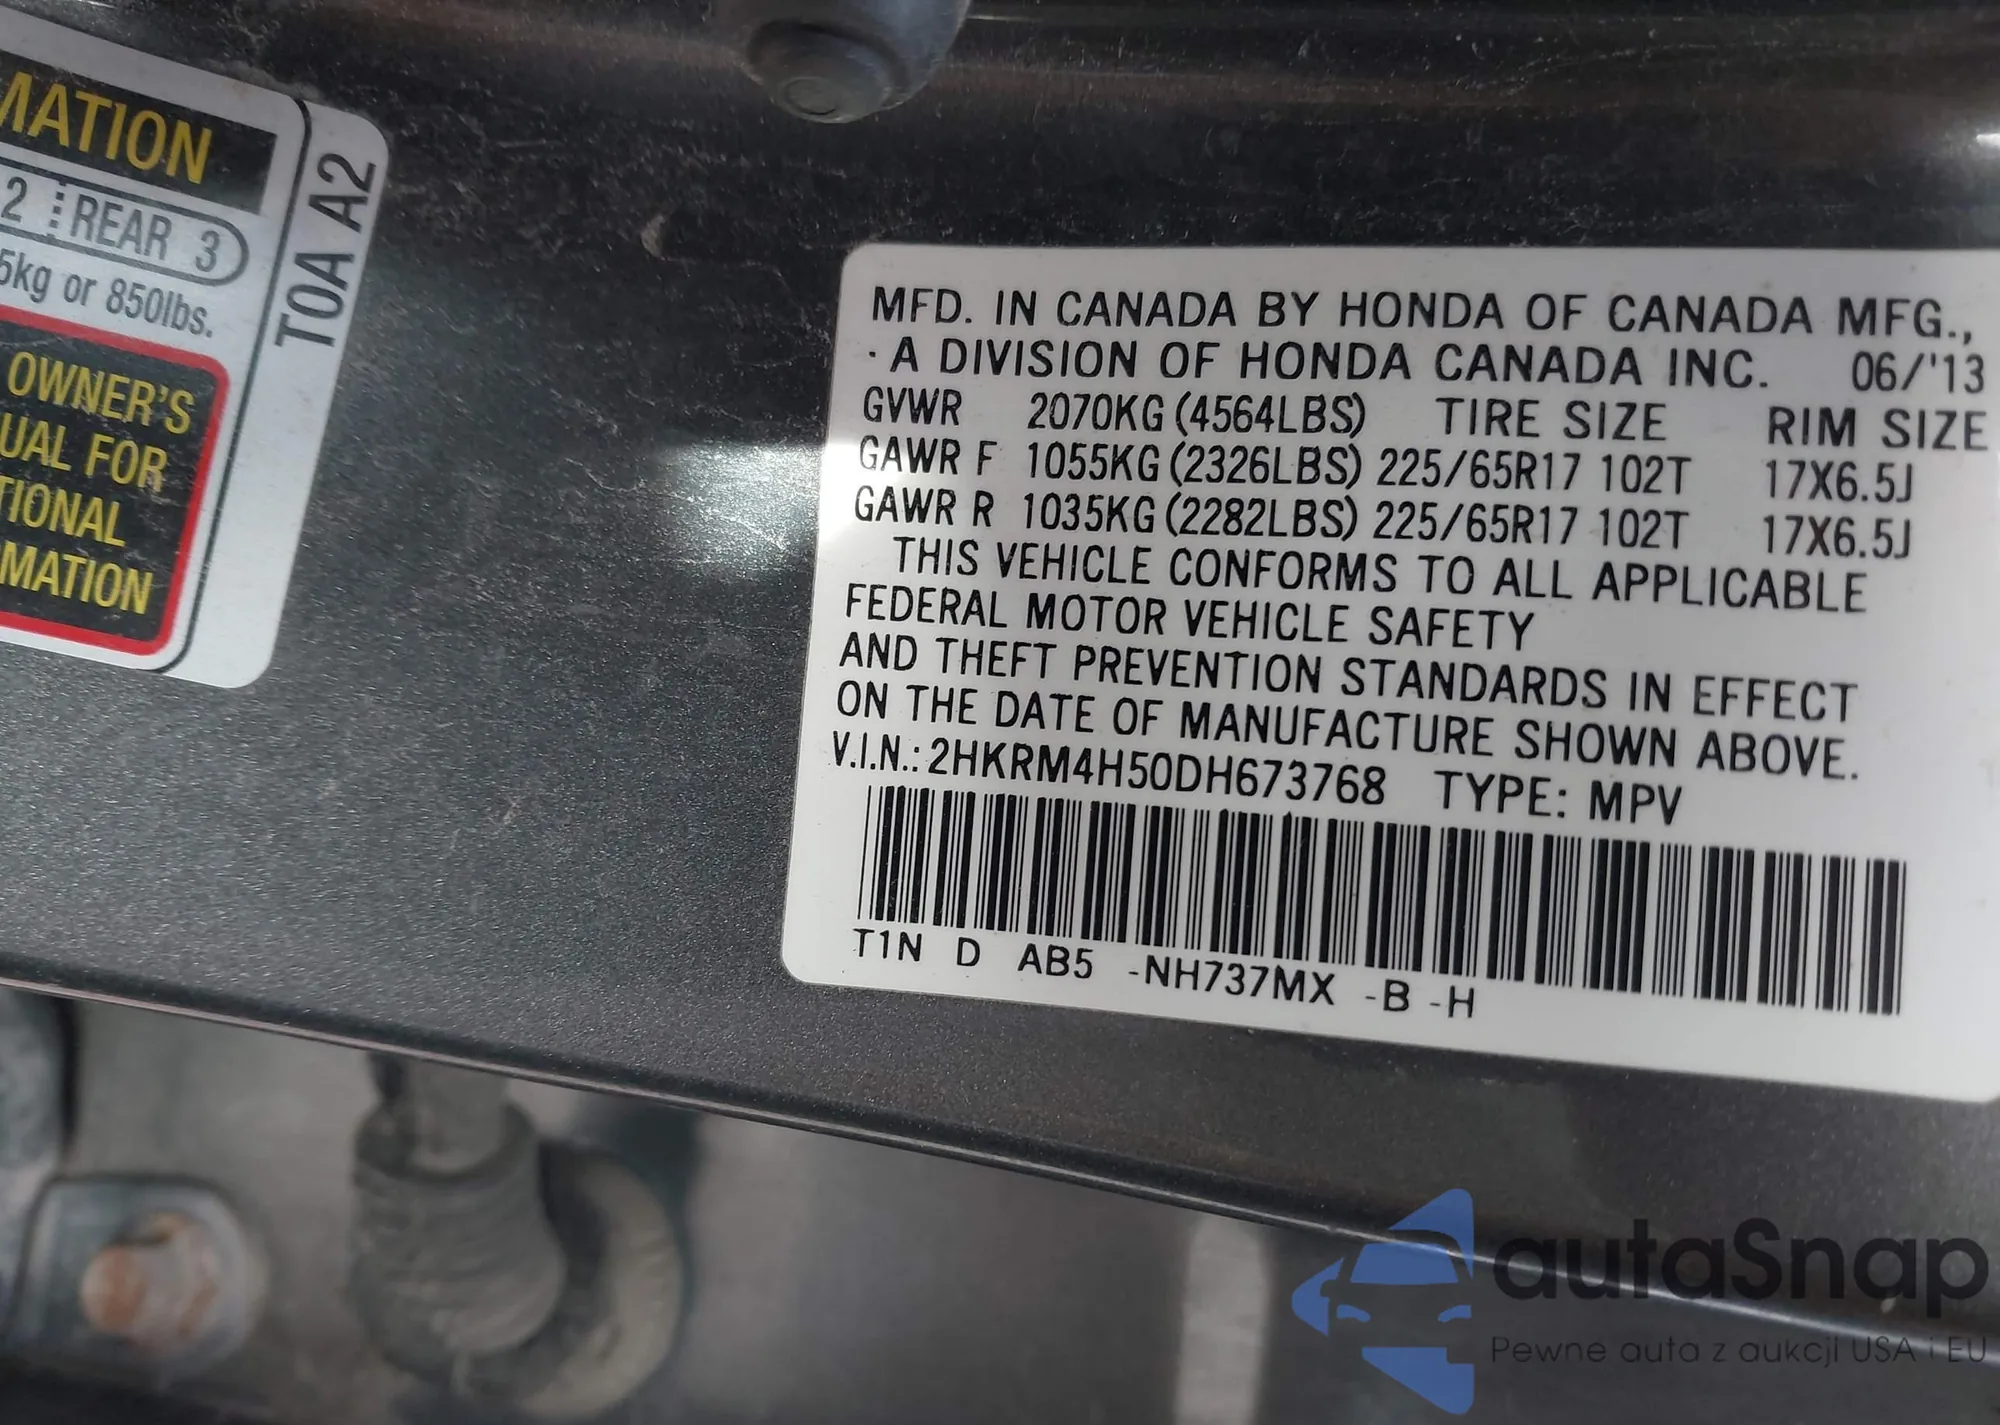 MATION
2 REAR 3
5kg or 850lbs.
OWNER'S
UAL FOR
TIONAL
MATION
T0A A2
MFD. IN CANADA BY HONDA OF CANADA MFG.,
· A DIVISION OF HONDA CANADA INC. 06/'13
GVWR 2070KG (4564LBS) TIRE SIZE RIM SIZE
GAWR F 1055KG (2326LBS) 225/65R17 102T 17X6.5J
GAWR R 1035KG (2282LBS) 225/65R17 102T 17X6.5J
THIS VEHICLE CONFORMS TO ALL APPLICABLE
FEDERAL MOTOR VEHICLE SAFETY
AND THEFT PREVENTION STANDARDS IN EFFECT
ON THE DATE OF MANUFACTURE SHOWN ABOVE.
V.I.N.: 2HKRM4H50DH673768 TYPE: MPV
T1N D AB5 -NH737MX -B -H
autaSnap
Pewne auta z aukcji USA i EU